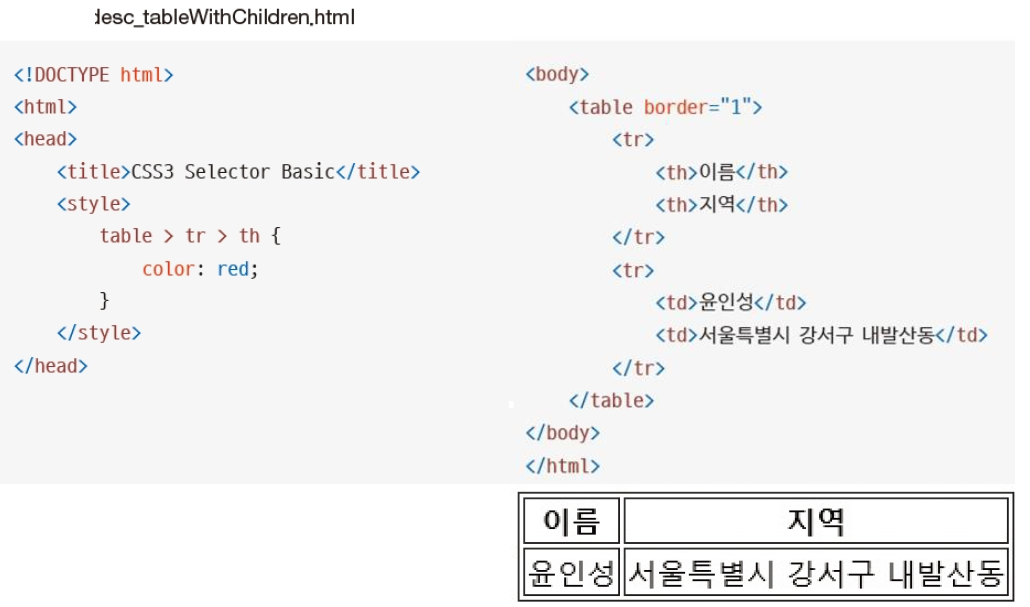 desc_tableWithChildren.html
<!DOCTYPE html>
<html>
<head>
<title>CSS3 Selector Basic</title>
<style>
table > tr > th {
color: red;
}
</style>
</head>
<body>
<table border="1">
<tr>
<th>이름</th>
<th>지역</th>
</tr>
<tr>
<td>윤인성</td>
<td>서울특별시 강서구 내발산동</td>
</tr>
</table>
</body>
</html>
이름 지역
윤인성 서울특별시 강서구 내발산동